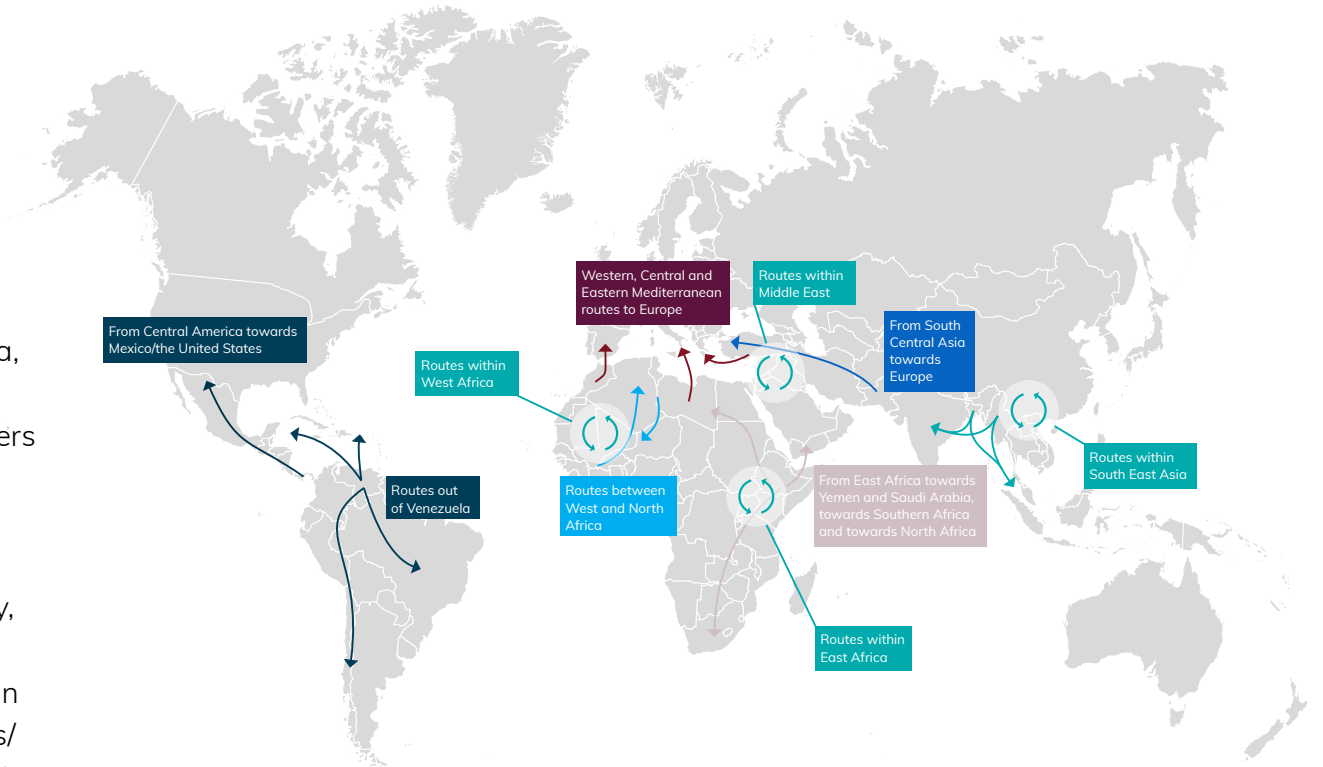 a,
ers
y,
n
s/
Western, Central and
Eastern Mediterranean
routes to Europe
Routes within
Middle East
From South
Central Asia
towards
Europe
From Central America towards
Mexico/the United States
Routes within
West Africa
Routes within
South East Asia
Routes out
of Venezuela
Routes between
West and North
Africa
From East Africa towards
Yemen and Saudi Arabia,
towards Southern Africa
and towards North Africa
Routes within
East Africa